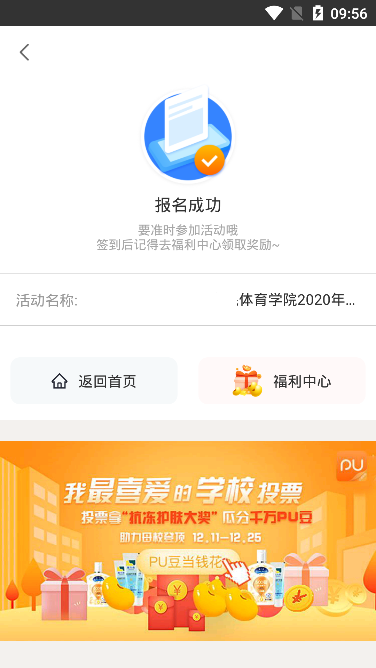 09:56
报名成功
要准时参加活动哦
签到后记得去福利中心领取奖励~
活动名称:
体育学院2020年...
返回首页
福利中心
PU
我最喜爱的学校投票
投票拿"抗冻护肤大奖" 瓜分千万PU豆
助力母校登顶 12.11-12.25
PU豆当钱花